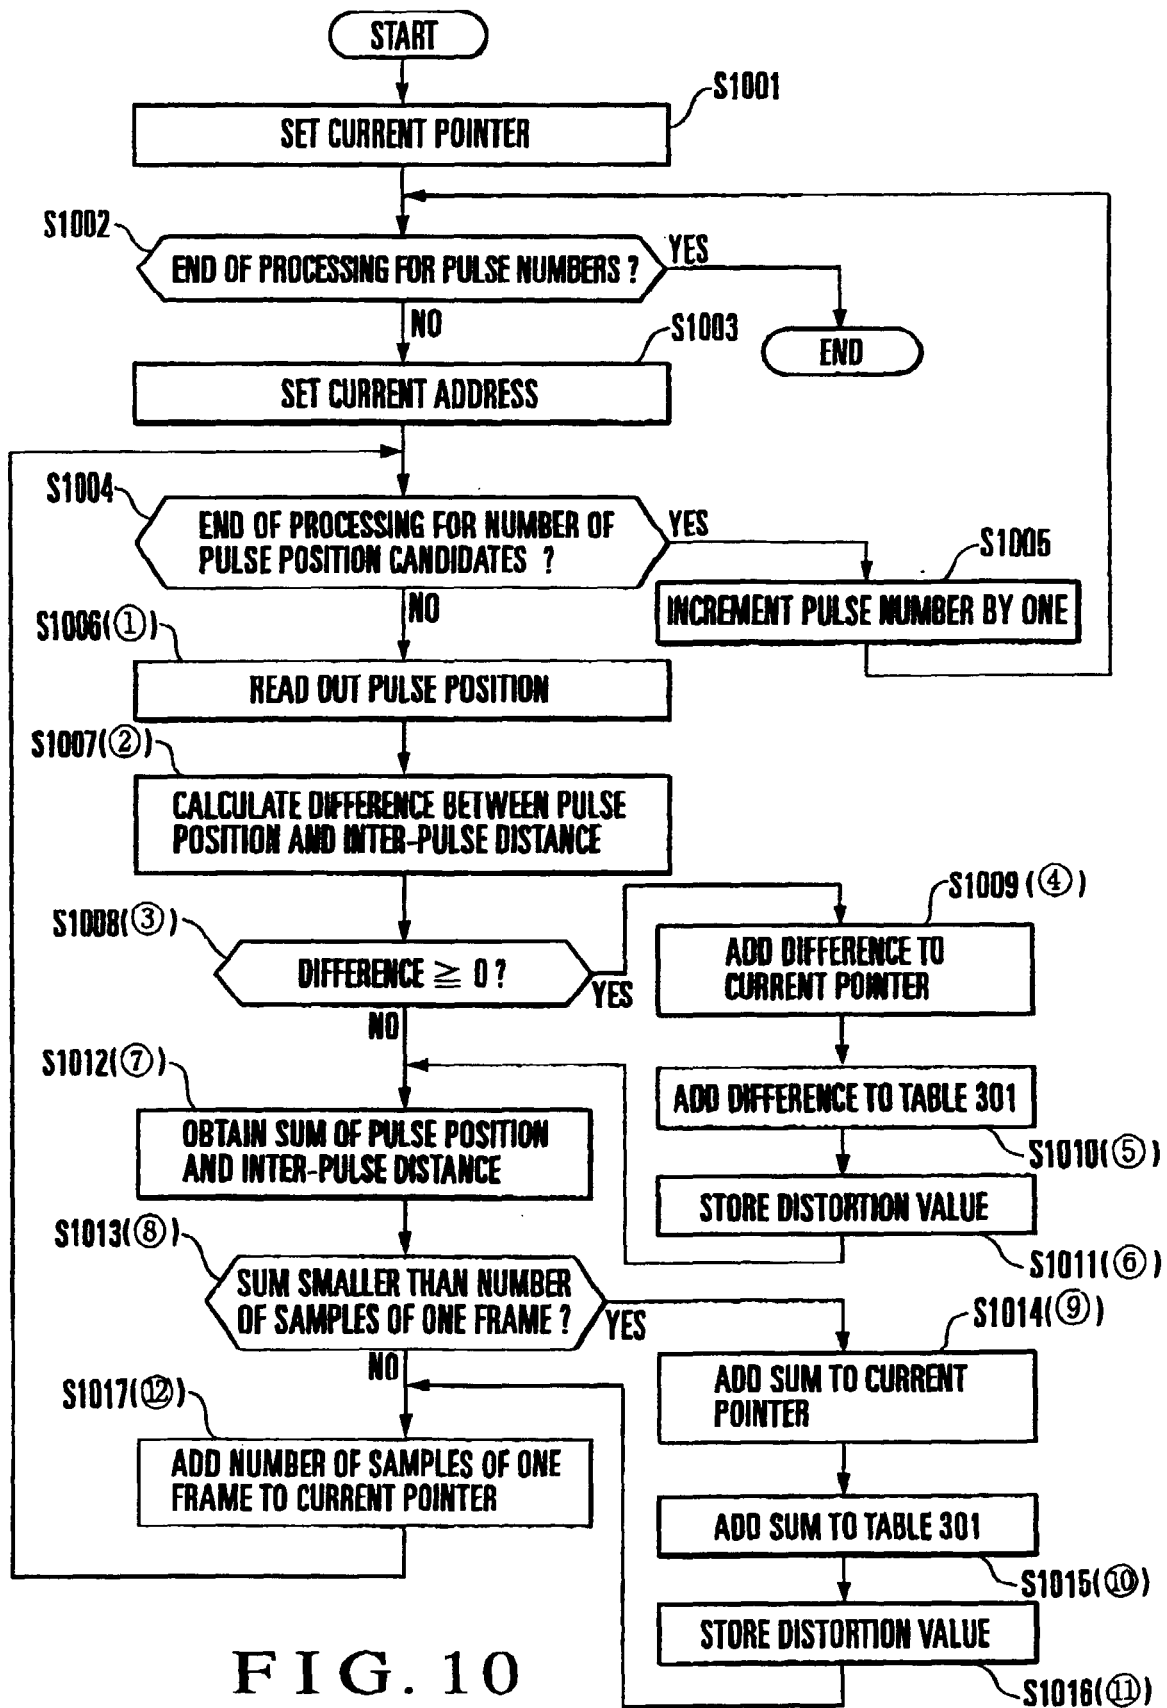 START
S1001
SET CURRENT POINTER
S1002
END OF PROCESSING FOR PULSE NUMBERS ?
YES
NO
END
S1003
SET CURRENT ADDRESS
S1004
END OF PROCESSING FOR NUMBER OF
PULSE POSITION CANDIDATES ?
YES
NO
S1005
INCREMENT PULSE NUMBER BY ONE
S1006(①)
READ OUT PULSE POSITION
S1007(②)
CALCULATE DIFFERENCE BETWEEN PULSE
POSITION AND INTER-PULSE DISTANCE
S1008(③)
DIFFERENCE ≧ 0 ?
YES
NO
S1009(④)
ADD DIFFERENCE TO
CURRENT POINTER
ADD DIFFERENCE TO TABLE 301
S1010(⑤)
STORE DISTORTION VALUE
S1011(⑥)
S1012(⑦)
OBTAIN SUM OF PULSE POSITION
AND INTER-PULSE DISTANCE
S1013(⑧)
SUM SMALLER THAN NUMBER
OF SAMPLES OF ONE FRAME ?
YES
NO
S1014(⑨)
ADD SUM TO CURRENT
POINTER
ADD SUM TO TABLE 301
S1015(⑩)
STORE DISTORTION VALUE
S1016(⑪)
S1017(⑫)
ADD NUMBER OF SAMPLES OF ONE
FRAME TO CURRENT POINTER
FIG. 10